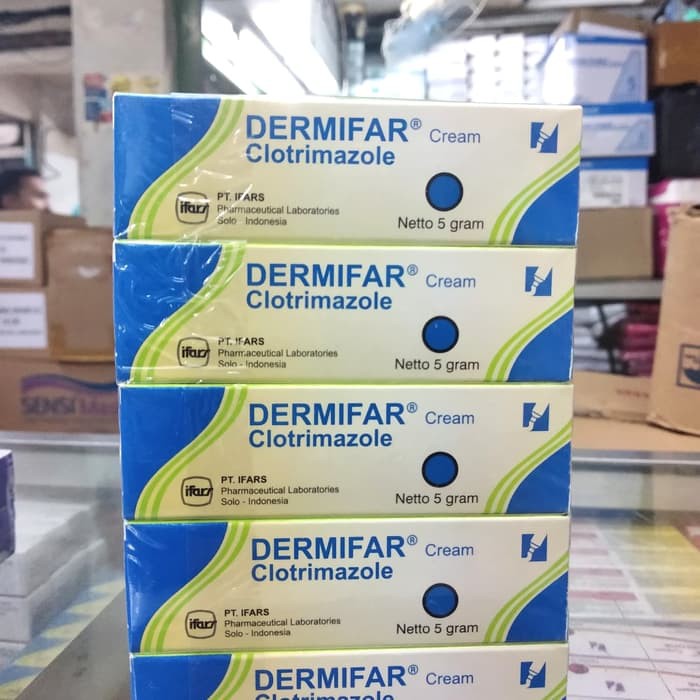 DERMIFAR® Cream
Clotrimazole
ifars
PT. IFARS
Pharmaceutical Laboratories
Solo - Indonesia
Netto 5 gram
DERMIFAR® Cream
Clotrimazole
ifars
PT. IFARS
Pharmaceutical Laboratories
Solo - Indonesia
Netto 5 gram
DERMIFAR® Cream
Clotrimazole
ifars
PT. IFARS
Pharmaceutical Laboratories
Solo - Indonesia
Netto 5 gram
DERMIFAR® Cream
Clotrimazole
ifars
PT. IFARS
Pharmaceutical Laboratories
Solo - Indonesia
Netto 5 gram
DERMIFAR® Cream
Clotrimazole
SENSI